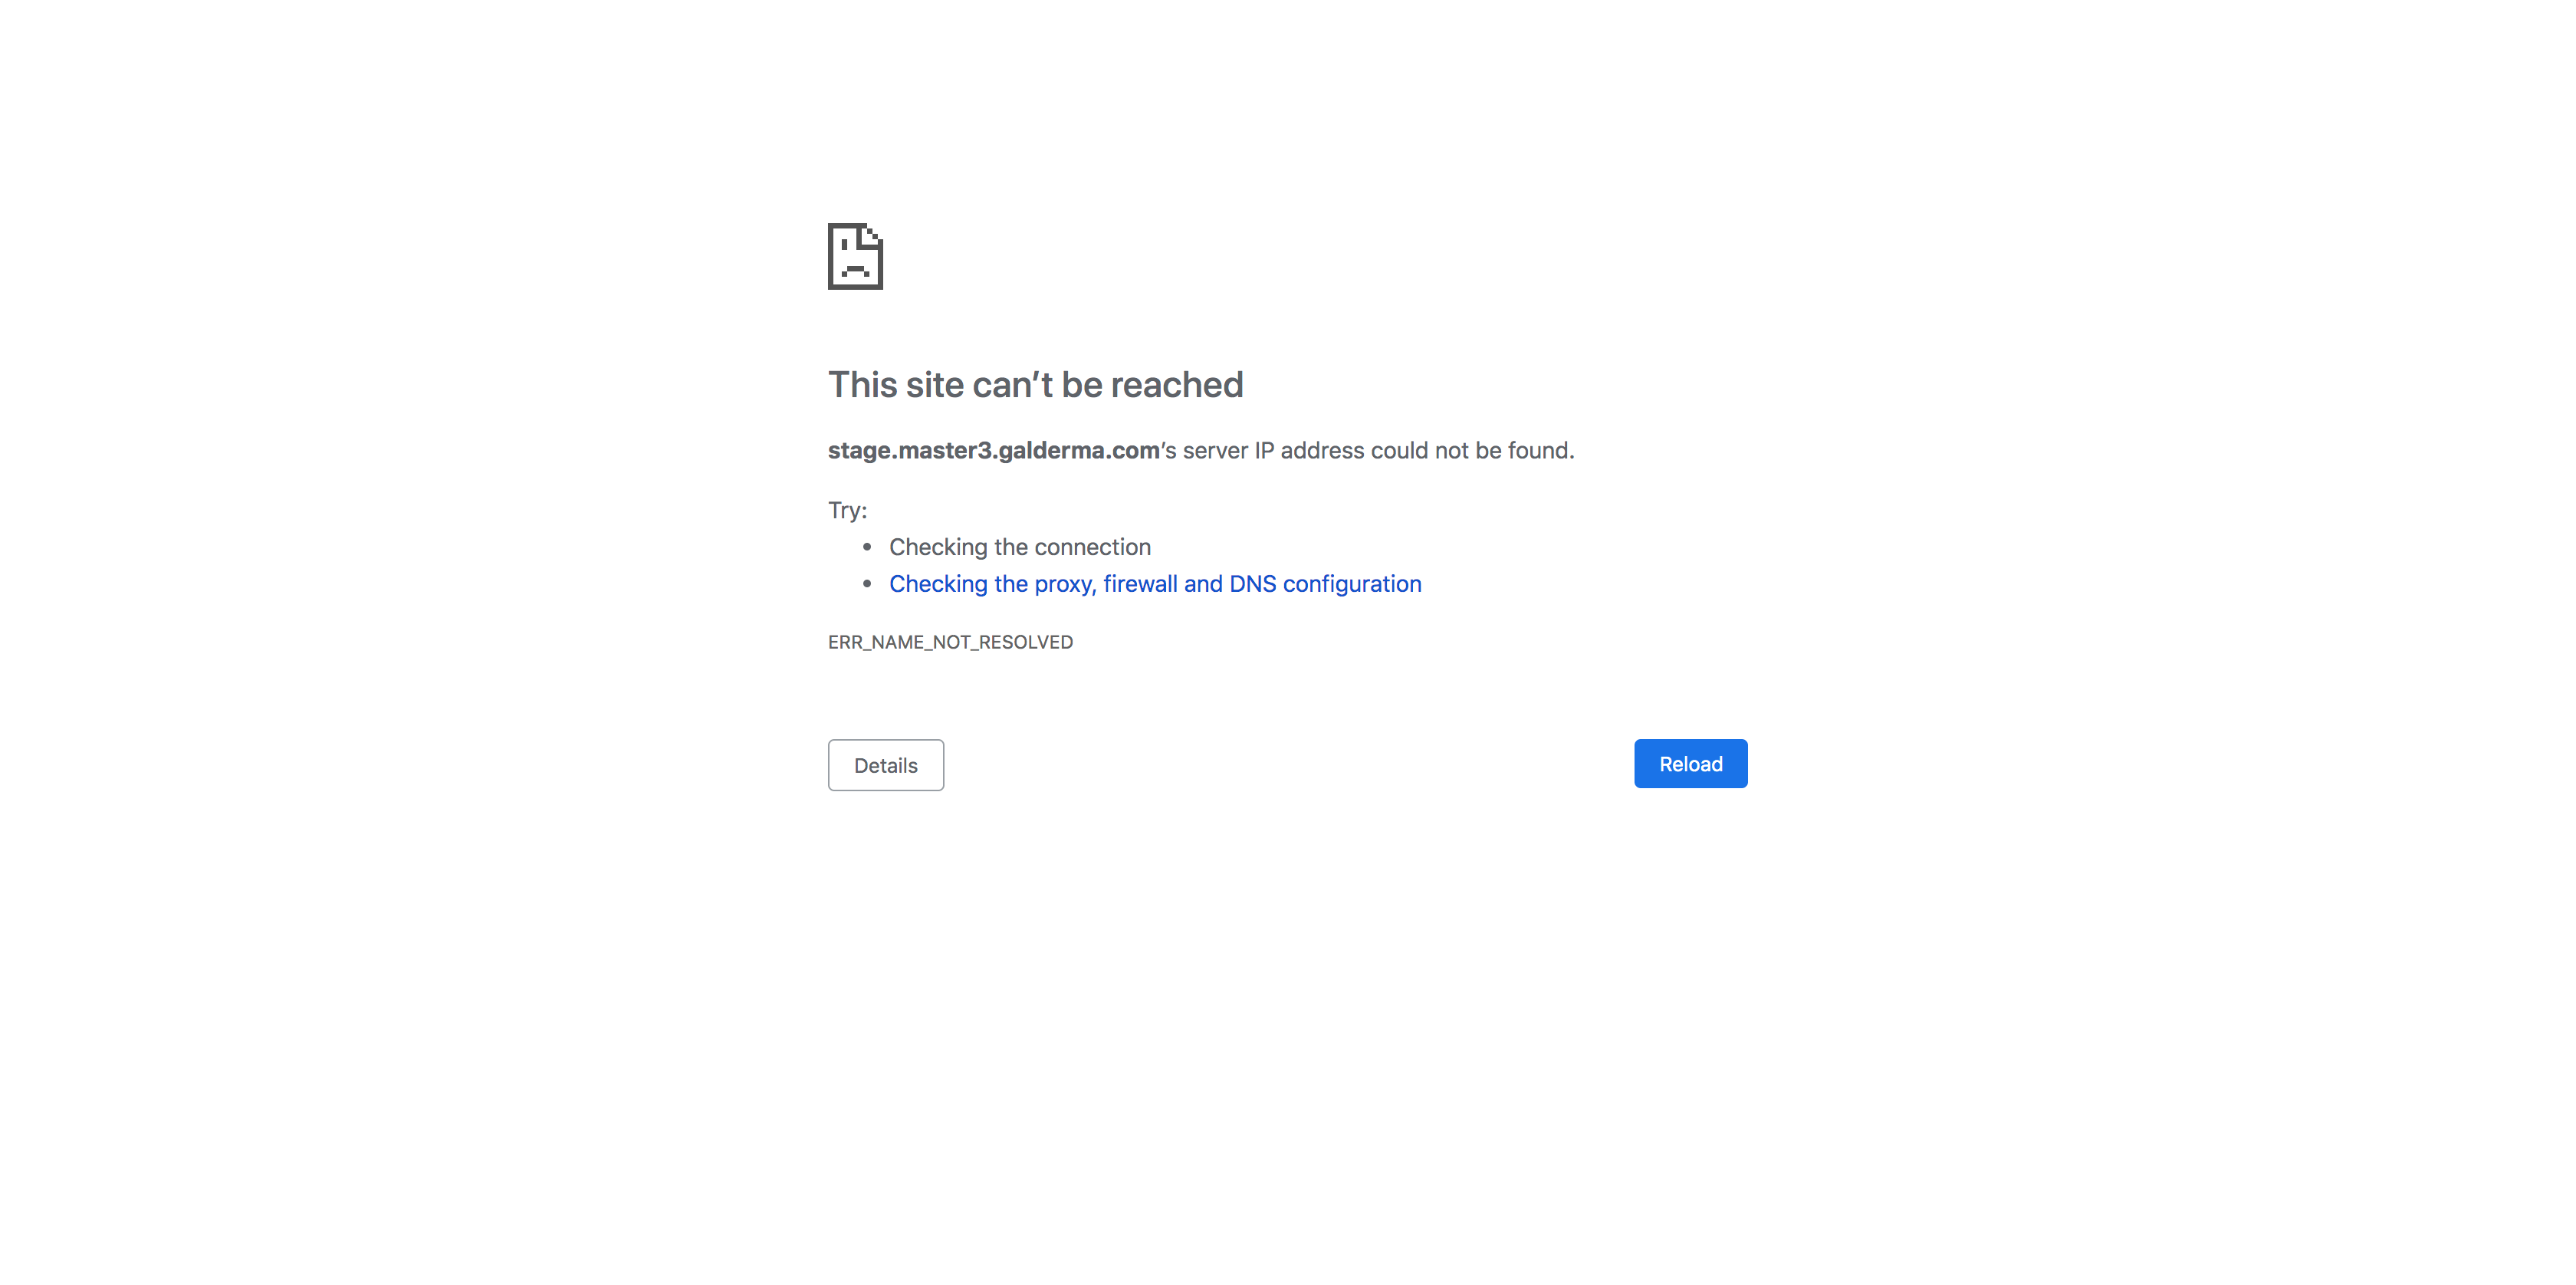 This site can’t be reached
stage.master3.galderma.com’s server IP address could not be found.
Try:
• Checking the connection
• Checking the proxy, firewall and DNS configuration
ERR_NAME_NOT_RESOLVED
Details
Reload